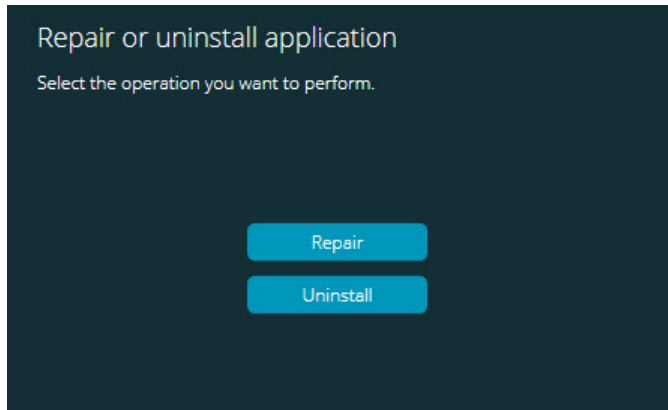 Repair or uninstall application
Select the operation you want to perform.
Repair
Uninstall